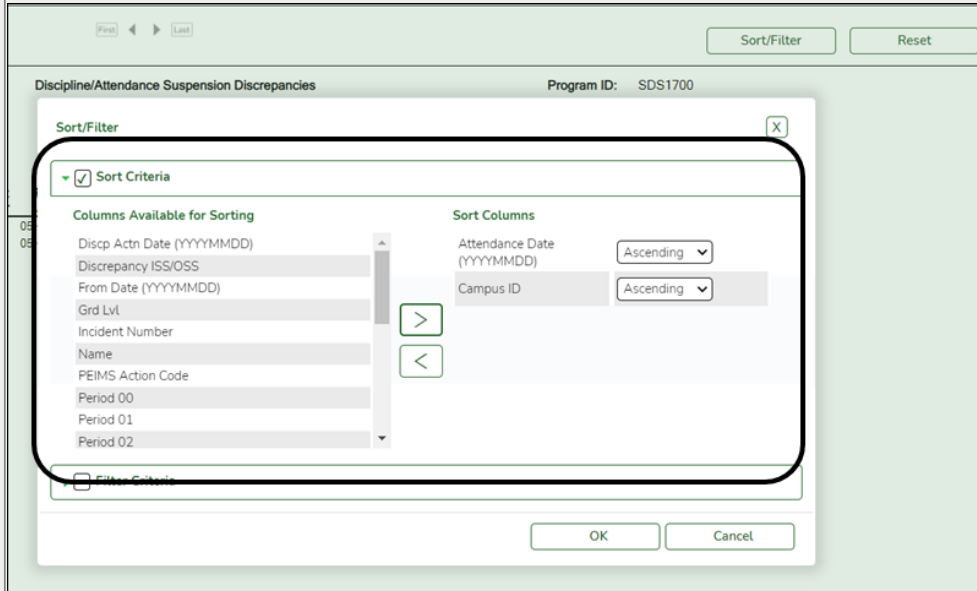 First Last
Sort/Filter Reset
Discipline/Attendance Suspension Discrepancies Program ID: SDS1700
Sort/Filter X
Sort Criteria
Columns Available for Sorting Sort Columns
Discp Actn Date (YYYYMMDD)
Discrepancy ISS/OSS
From Date (YYYYMMDD)
Grd Lvl
Incident Number
Name
PEIMS Action Code
Period 00
Period 01
Period 02
>
<
Attendance Date
(YYYYMMDD) Ascending
Campus ID Ascending
05
05
Filter Criteria
OK Cancel